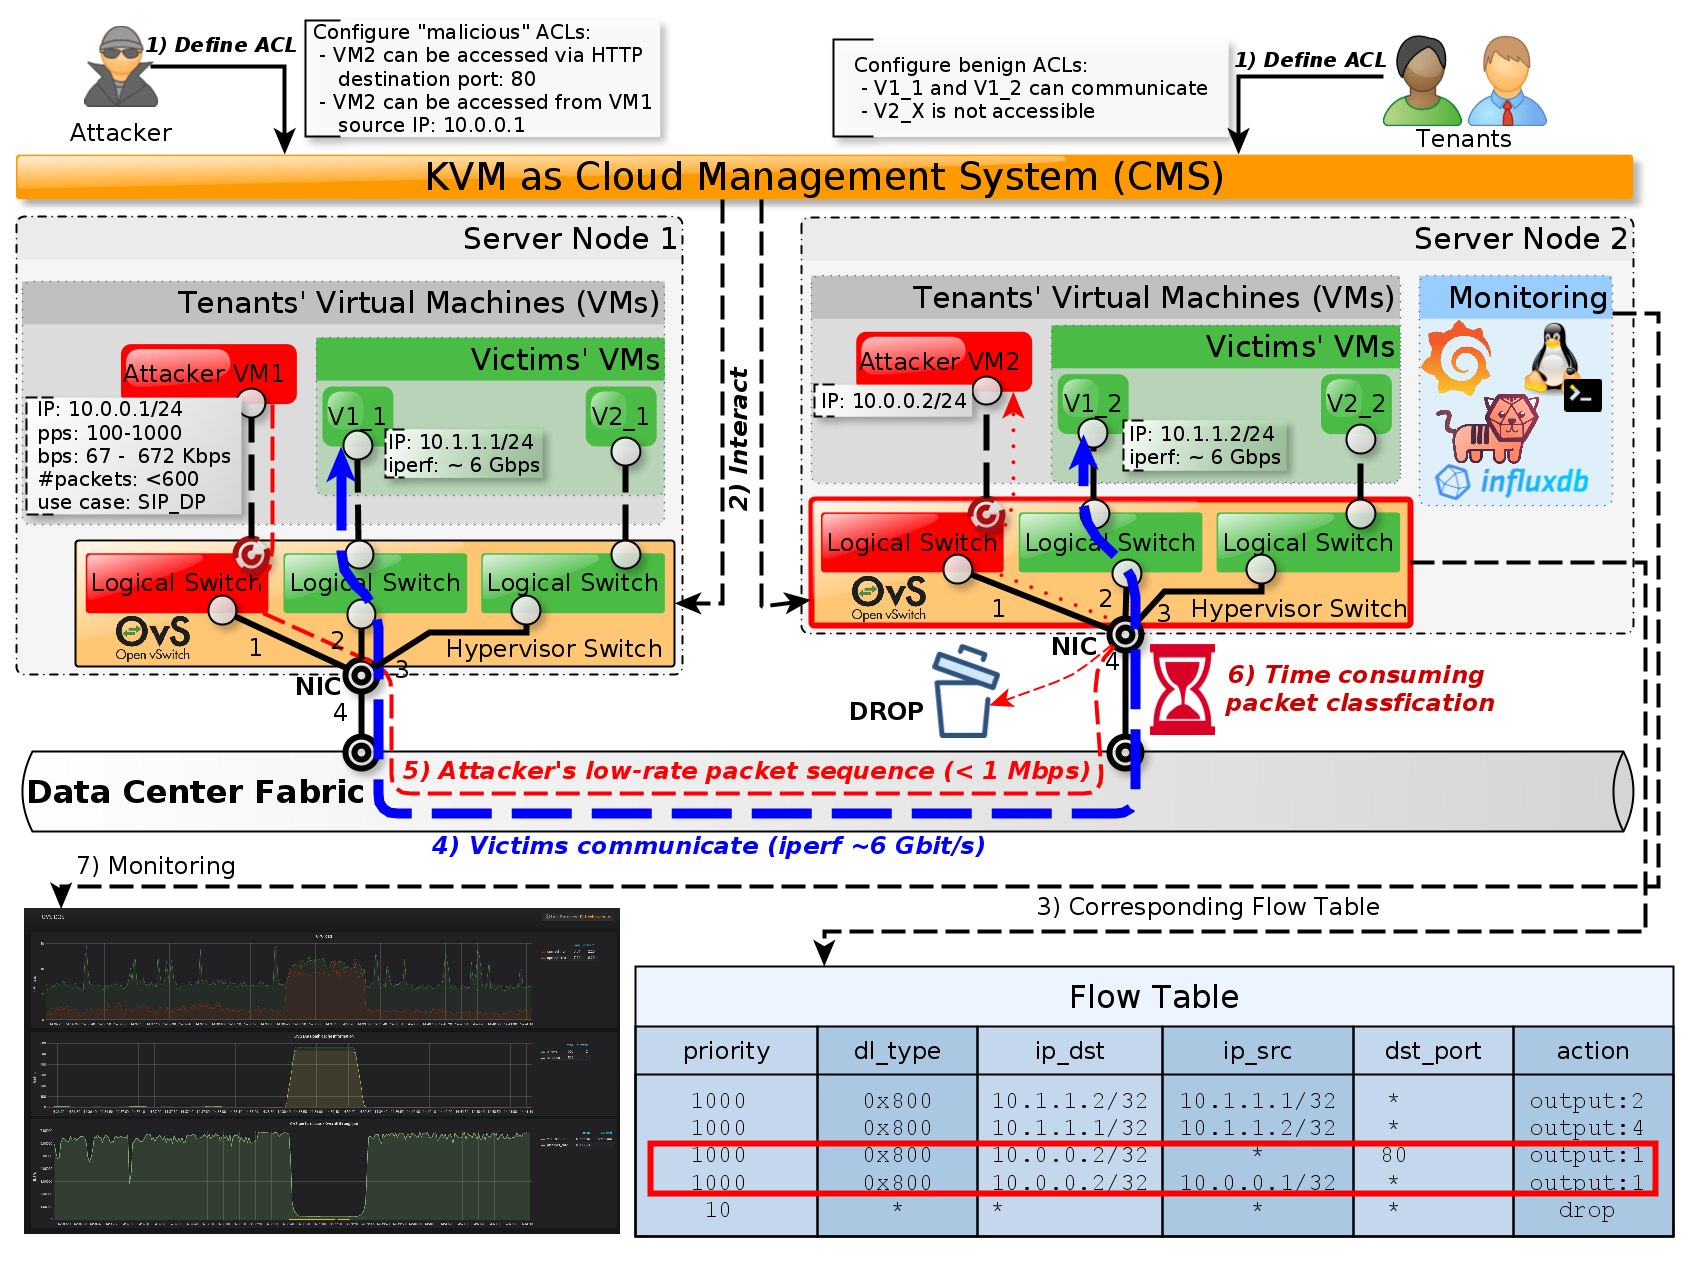 1) Define ACL
Attacker
Configure "malicious" ACLs:
- VM2 can be accessed via HTTP
destination port: 80
- VM2 can be accessed from VM1
source IP: 10.0.0.1
Configure benign ACLs:
- V1_1 and V1_2 can communicate
- V2_X is not accessible
1) Define ACL
Tenants
KVM as Cloud Management System (CMS)
Server Node 1
Tenants' Virtual Machines (VMs)
Victims' VMs
Attacker VM1
IP: 10.0.0.1/24
pps: 100-1000
bps: 67 - 672 Kbps
#packets: <600
use case: SIP_DP
V1_1
IP: 10.1.1.1/24
iperf: ~ 6 Gbps
V2_1
Logical Switch
Logical Switch
Logical Switch
OvS
Open vSwitch
1
2
3
Hypervisor Switch
NIC
4
2) Interact
Server Node 2
Tenants' Virtual Machines (VMs)
Monitoring
Victims' VMs
Attacker VM2
IP: 10.0.0.2/24
V1_2
IP: 10.1.1.2/24
iperf: ~ 6 Gbps
V2_2
influxdb
Logical Switch
Logical Switch
Logical Switch
OvS
Open vSwitch
1
2
3
Hypervisor Switch
NIC
4
DROP
6) Time consuming
packet classfication
5) Attacker's low-rate packet sequence (< 1 Mbps)
Data Center Fabric
4) Victims communicate (iperf ~6 Gbit/s)
7) Monitoring
3) Corresponding Flow Table
Flow Table
priority dl_type ip_dst ip_src dst_port action
1000 0x800 10.1.1.2/32 10.1.1.1/32 * output:2
1000 0x800 10.1.1.1/32 10.1.1.2/32 * output:4
1000 0x800 10.0.0.2/32 * 80 output:1
1000 0x800 10.0.0.2/32 10.0.0.1/32 * output:1
10 * * * * drop